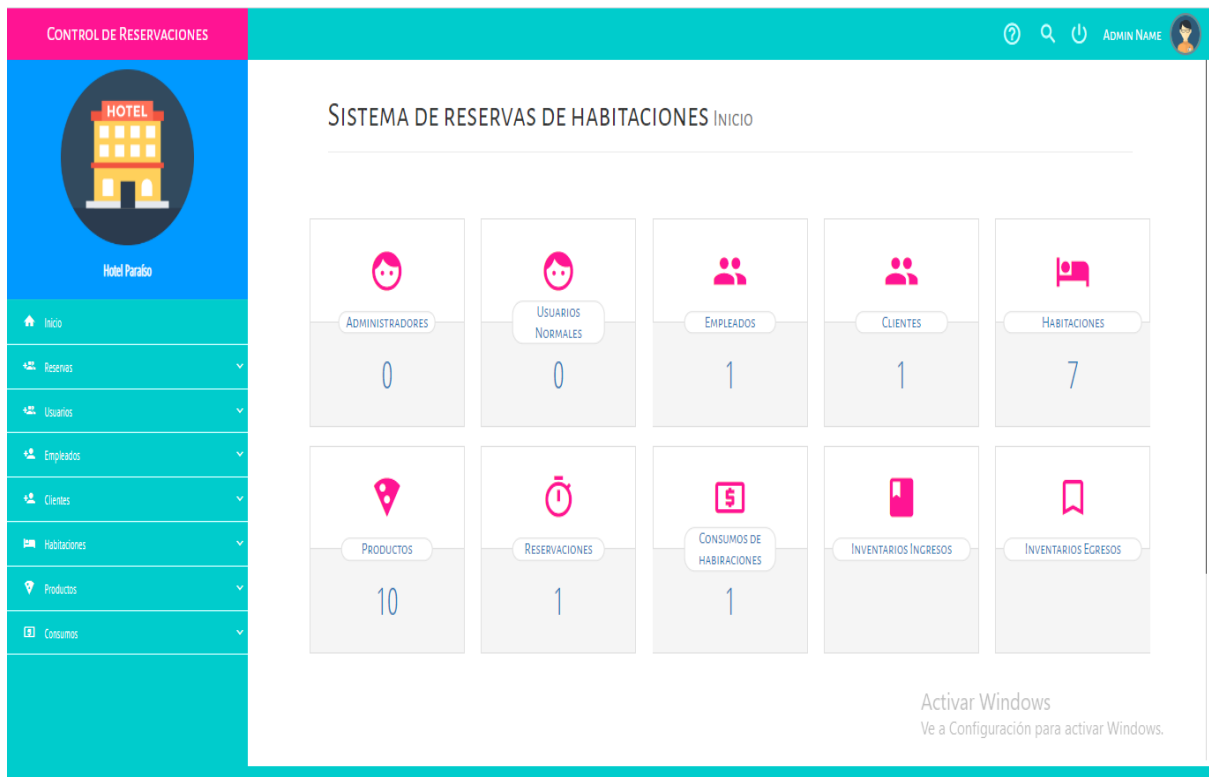 CONTROL DE RESERVACIONES
ADMIN NAME
HOTEL
Hotel Paraíso
Inicio
Reservas
Usuarios
Empleados
Clientes
Habitaciones
Productos
Consumos
SISTEMA DE RESERVAS DE HABITACIONES INICIO
ADMINISTRADORES
0
USUARIOS
NORMALES
0
EMPLEADOS
1
CLIENTES
1
HABITACIONES
7
PRODUCTOS
10
RESERVACIONES
1
CONSUMOS DE
HABIRACIONES
1
INVENTARIOS INGRESOS
INVENTARIOS EGRESOS
Activar Windows
Ve a Configuración para activar Windows.